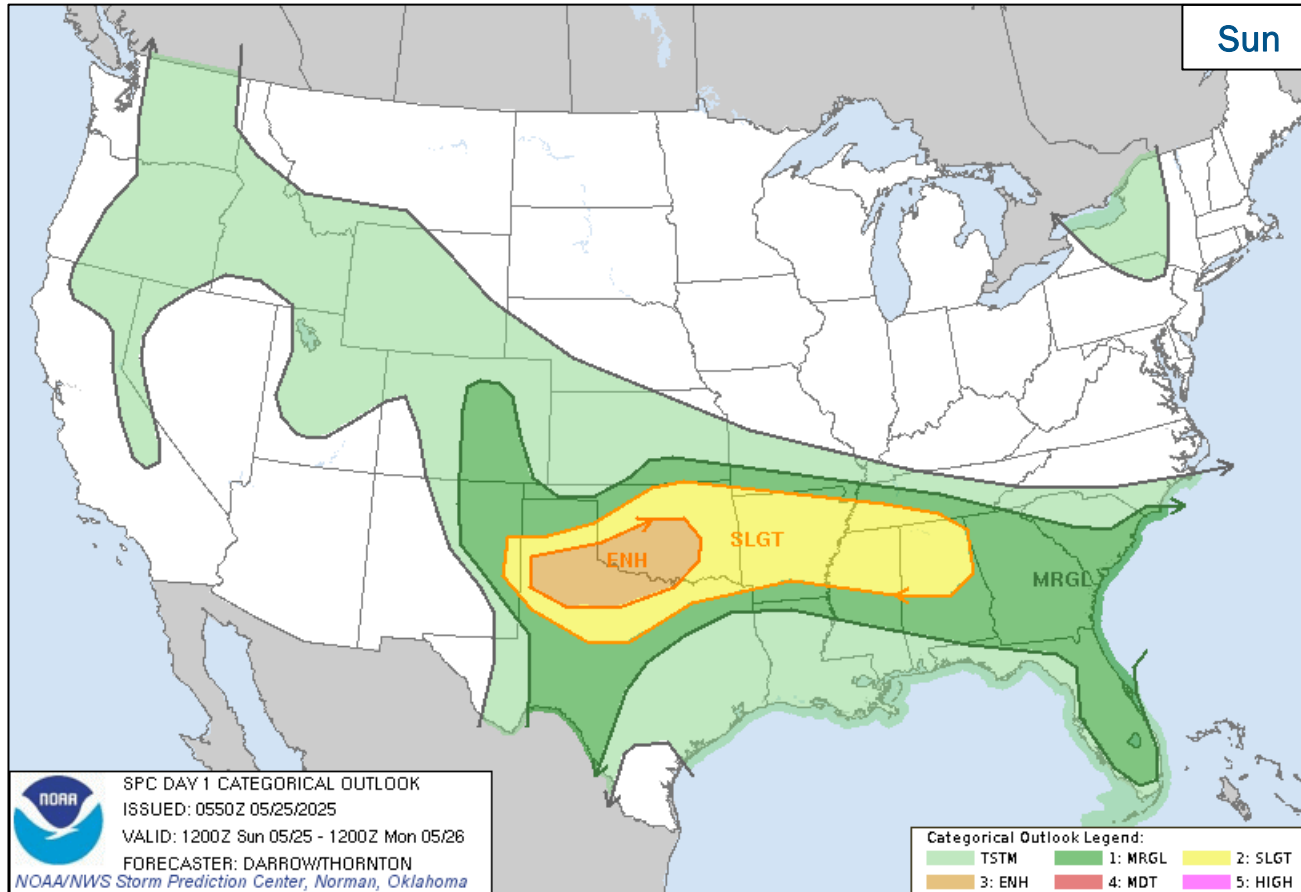 Sun
SLGT
ENH
MRGL
NOAA
SPC DAY 1 CATEGORICAL OUTLOOK
ISSUED: 0550Z 05/25/2025
VALID: 1200Z Sun 05/25 - 1200Z Mon 05/26
FORECASTER: DARROW/THORNTON
NOAA/NWS Storm Prediction Center, Norman, Oklahoma
Categorical Outlook Legend:
TSTM 1: MRGL 2: SLGT
3: ENH 4: MDT 5: HIGH